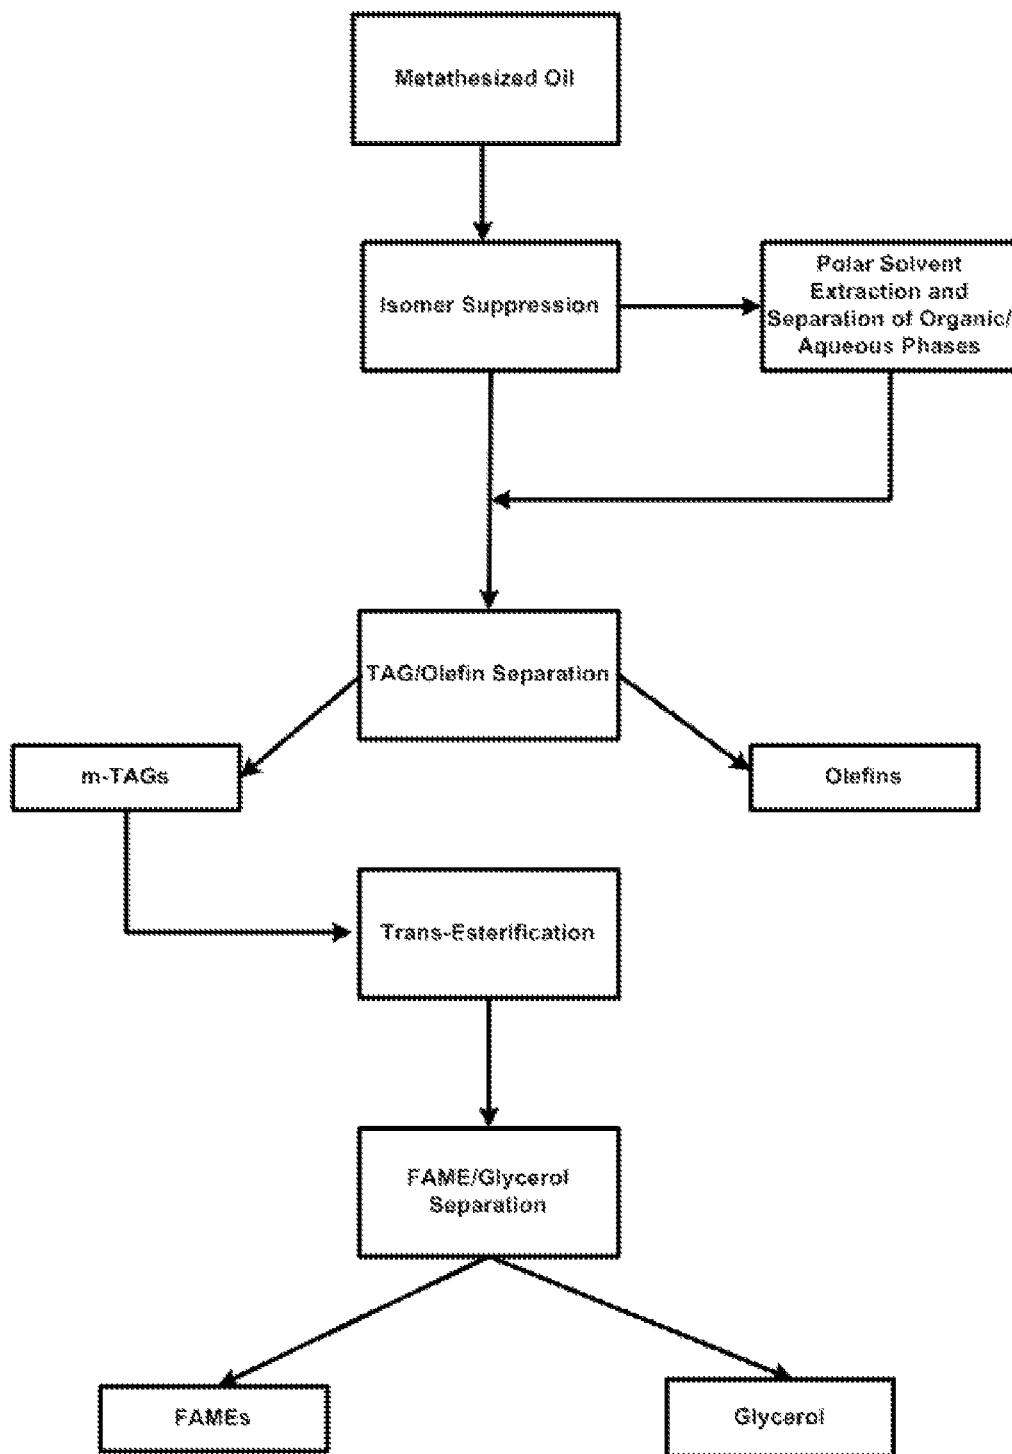 Metathesized Oil
Isomer Suppression
Polar Solvent
Extraction and
Separation of Organic/
Aqueous Phases
TAG/Olefin Separation
m-TAGs
Olefins
Trans-Esterification
FAME/Glycerol
Separation
FAMEs
Glycerol